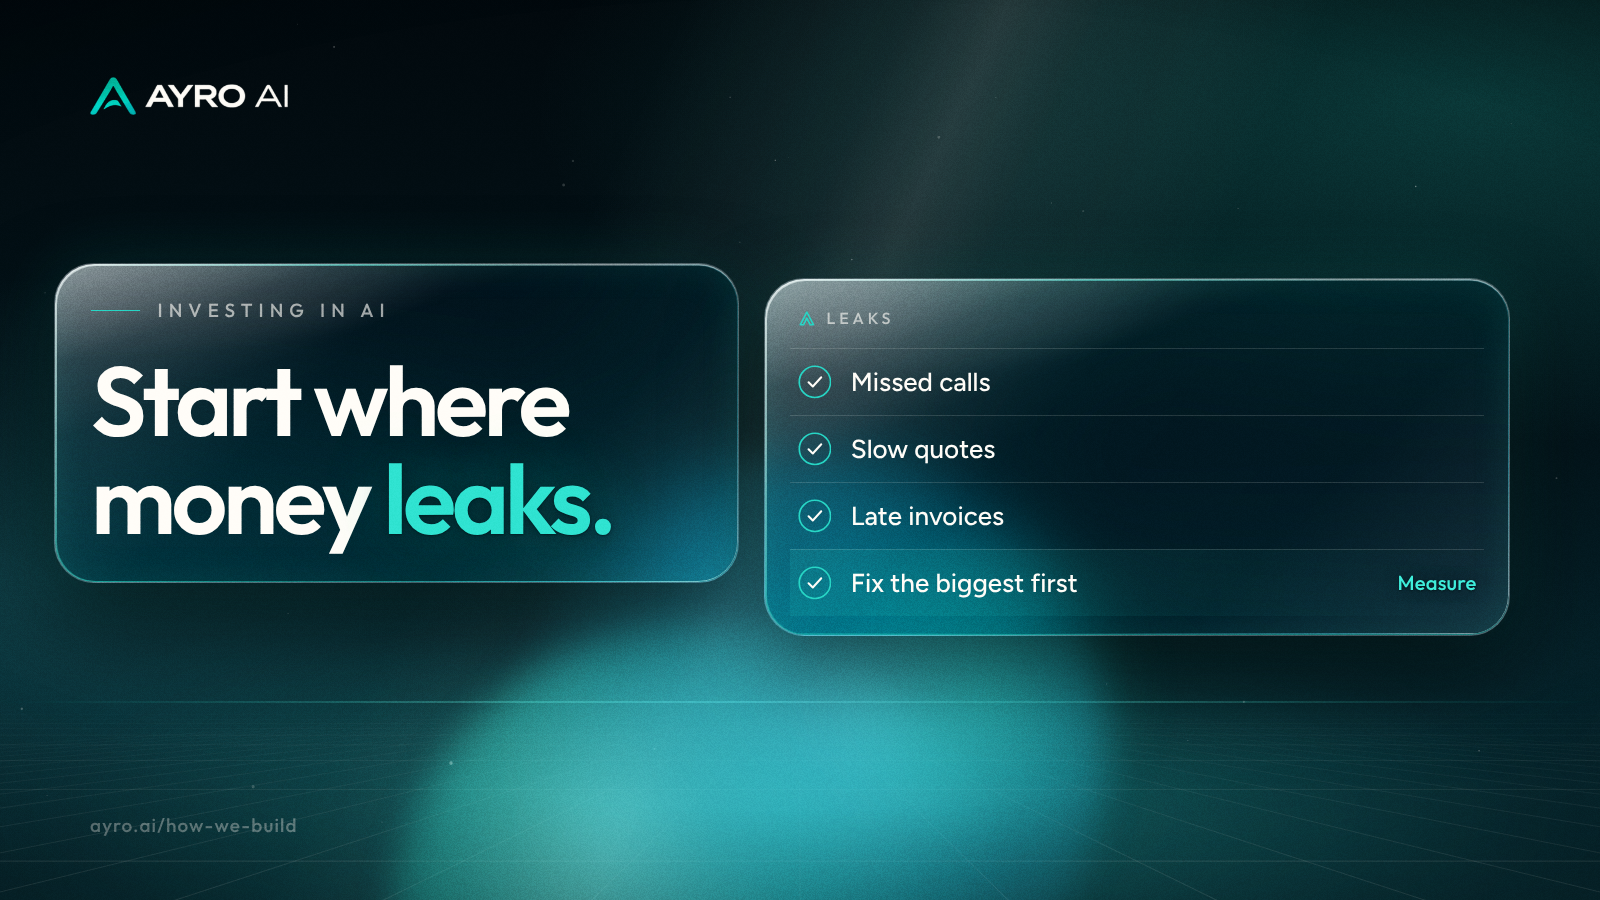 AYRO AI
INVESTING IN AI
Start where
money leaks.
LEAKS
Missed calls
Slow quotes
Late invoices
Fix the biggest first
Measure
ayro.ai/how-we-build